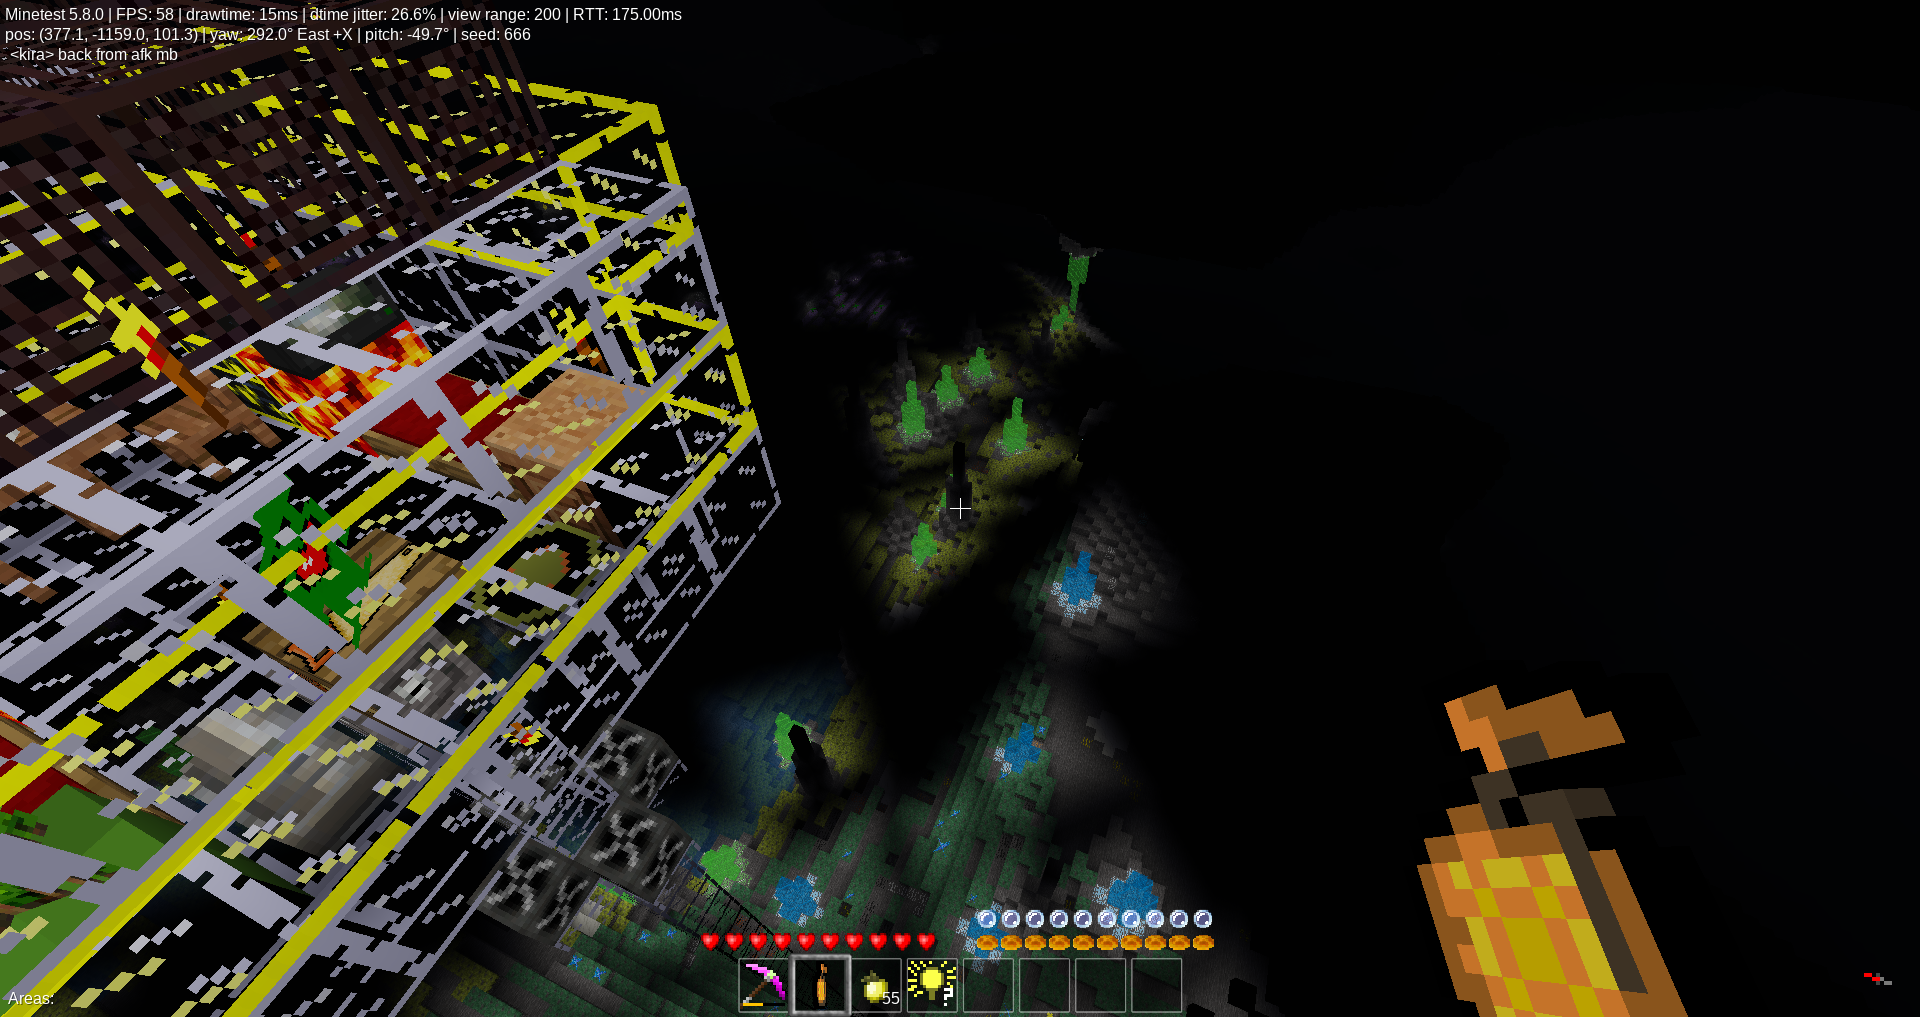 Minetest 5.8.0 | FPS: 58 | drawtime: 15ms | dtime jitter: 26.6% | view range: 200 | RTT: 175.00ms
pos: (377.1, -1159.0, 101.3) | yaw: 292.0° East +X | pitch: -49.7° | seed: 666
<kira> back from afk mb
55
?
Areas: